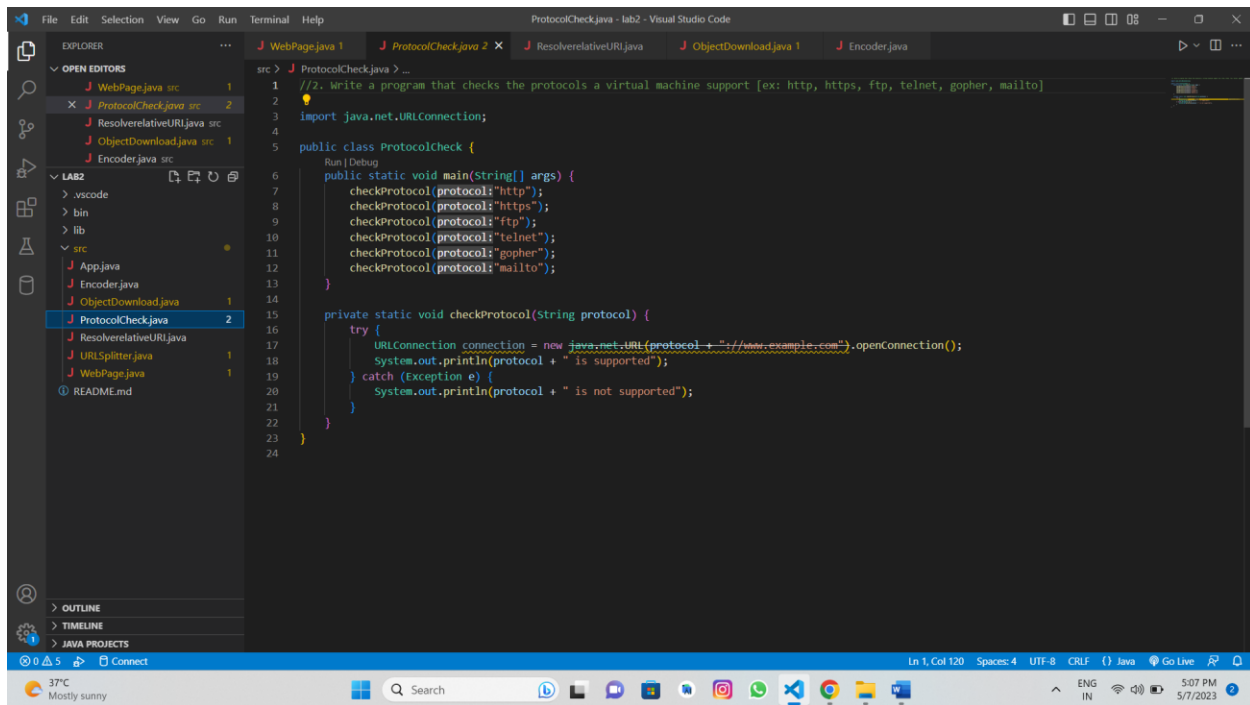 File Edit Selection View Go Run Terminal Help ProtocolCheck.java - lab2 - Visual Studio Code
EXPLORER
WebPage.java 1 ProtocolCheck.java 2 ResolverelativeURI.java ObjectDownload.java 1 Encoder.java
OPEN EDITORS
WebPage.java src 1
ProtocolCheck.java src 2
ResolverelativeURI.java src
ObjectDownload.java src 1
Encoder.java src
LAB2
.vscode
bin
lib
src
App.java
Encoder.java
ObjectDownload.java 1
ProtocolCheck.java 2
ResolverelativeURI.java
URLSplitter.java 1
WebPage.java 1
README.md
OUTLINE
TIMELINE
JAVA PROJECTS
src > ProtocolCheck.java > ...
1 //2. Write a program that checks the protocols a virtual machine support [ex: http, https, ftp, telnet, gopher, mailto]
2
3 import java.net.URLConnection;
4
5 public class ProtocolCheck {
Run | Debug
6 public static void main(String[] args) {
7 checkProtocol(protocol:"http");
8 checkProtocol(protocol:"https");
9 checkProtocol(protocol:"ftp");
10 checkProtocol(protocol:"telnet");
11 checkProtocol(protocol:"gopher");
12 checkProtocol(protocol:"mailto");
13 }
14
15 private static void checkProtocol(String protocol) {
16 try {
17 URLConnection connection = new java.net.URL(protocol + "://www.example.com").openConnection();
18 System.out.println(protocol + " is supported");
19 } catch (Exception e) {
20 System.out.println(protocol + " is not supported");
21 }
22 }
23 }
24
0 5 Connect Ln 1, Col 120 Spaces: 4 UTF-8 CRLF {} Java Go Live
37°C
Mostly sunny
Search
ENG
IN
5:07 PM
5/7/2023
2